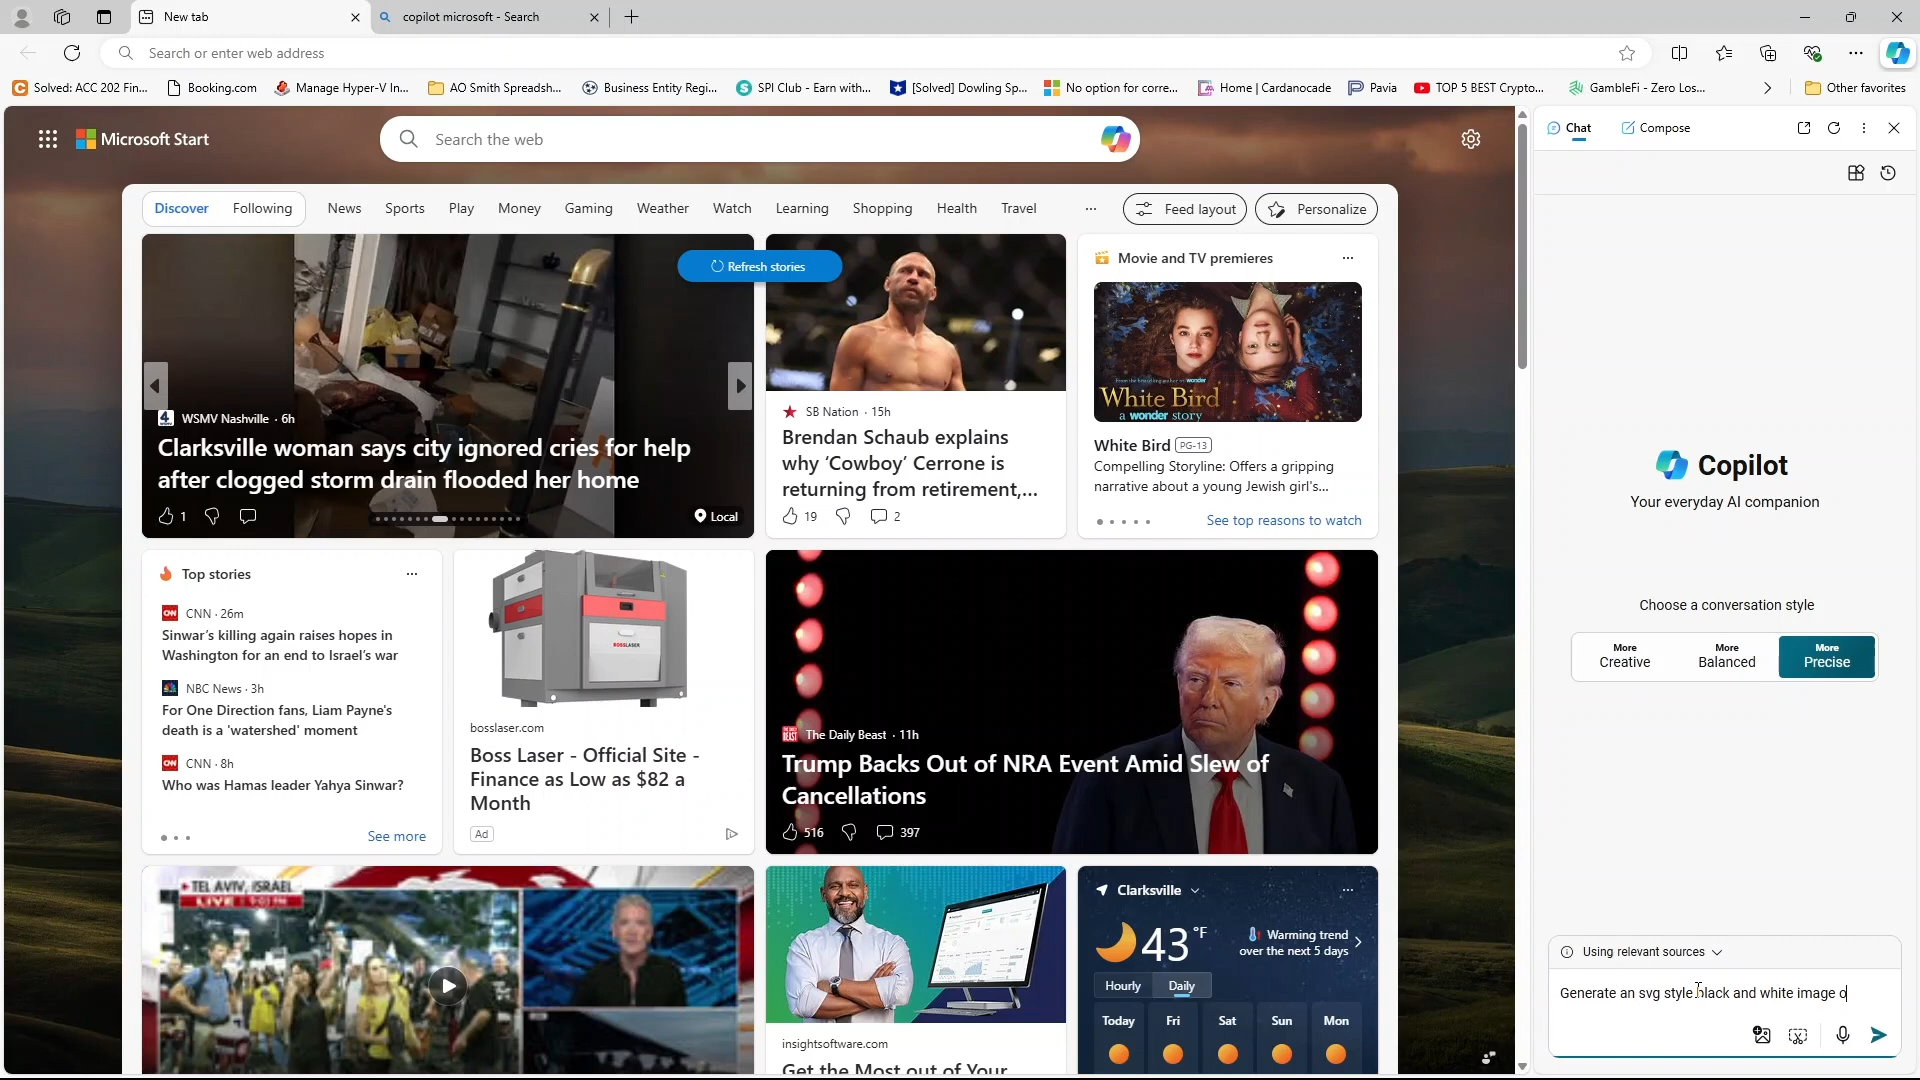 New tab
copilot microsoft - Search
Search or enter web address
Solved: ACC 202 Fin...
Booking.com
Manage Hyper-V In...
AO Smith Spreadsh...
Business Entity Regi...
SPI Club - Earn with...
[Solved] Dowling Sp...
No option for corre...
Home | Cardanocade
Pavia
TOP 5 BEST Crypto...
GambleFi - Zero Los...
Other favorites
Microsoft Start
Search the web
Discover
Following
News
Sports
Play
Money
Gaming
Weather
Watch
Learning
Shopping
Health
Travel
Feed layout
Personalize
Refresh stories
WSMV Nashville · 6h
Clarksville woman says city ignored cries for help
after clogged storm drain flooded her home
1
Local
SB Nation · 15h
Brendan Schaub explains
why ‘Cowboy’ Cerrone is
returning from retirement,...
19
2
Movie and TV premieres
White Bird
a wonder story
White Bird PG-13
Compelling Storyline: Offers a gripping
narrative about a young Jewish girl's...
See top reasons to watch
Top stories
CNN · 26m
Sinwar's killing again raises hopes in
Washington for an end to Israel's war
NBC News · 3h
For One Direction fans, Liam Payne's
death is a 'watershed' moment
CNN · 8h
Who was Hamas leader Yahya Sinwar?
See more
BOSSLASER
bosslaser.com
Boss Laser - Official Site -
Finance as Low as $82 a
Month
Ad
The Daily Beast · 11h
Trump Backs Out of NRA Event Amid Slew of
Cancellations
516
397
TEL AVIV, ISRAEL
LIVE
insightsoftware.com
Get the Most out of Your
Clarksville
43 °F
Warming trend
over the next 5 days
Hourly
Daily
Today
Fri
Sat
Sun
Mon
Chat
Compose
Copilot
Your everyday AI companion
Choose a conversation style
More
Creative
More
Balanced
More
Precise
Using relevant sources
Generate an svg style black and white image o